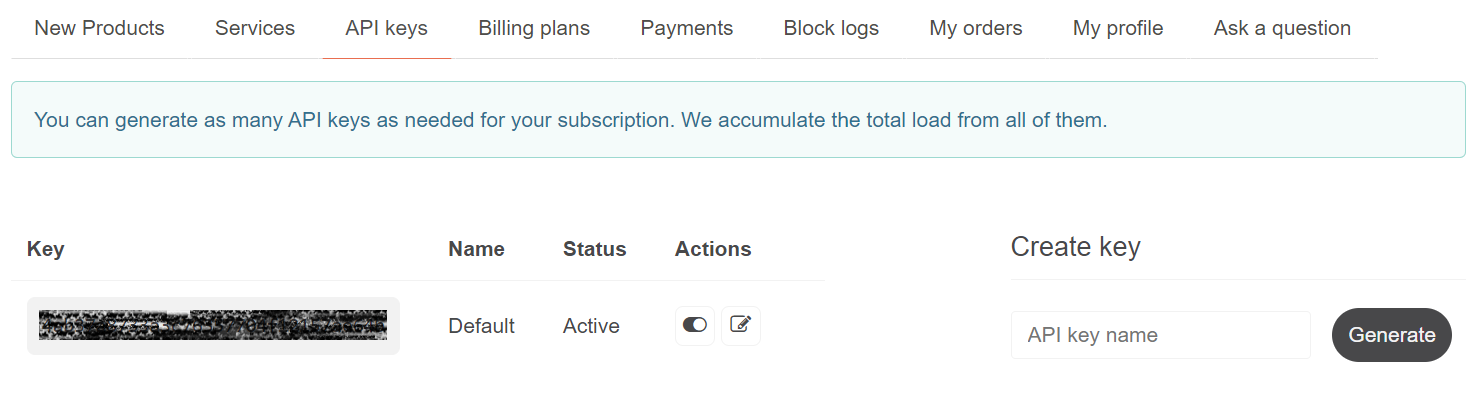 New Products Services API keys Billing plans Payments Block logs My orders My profile Ask a question
You can generate as many API keys as needed for your subscription. We accumulate the total load from all of them.
Key Name Status Actions
Default Active
Create key
API key name Generate